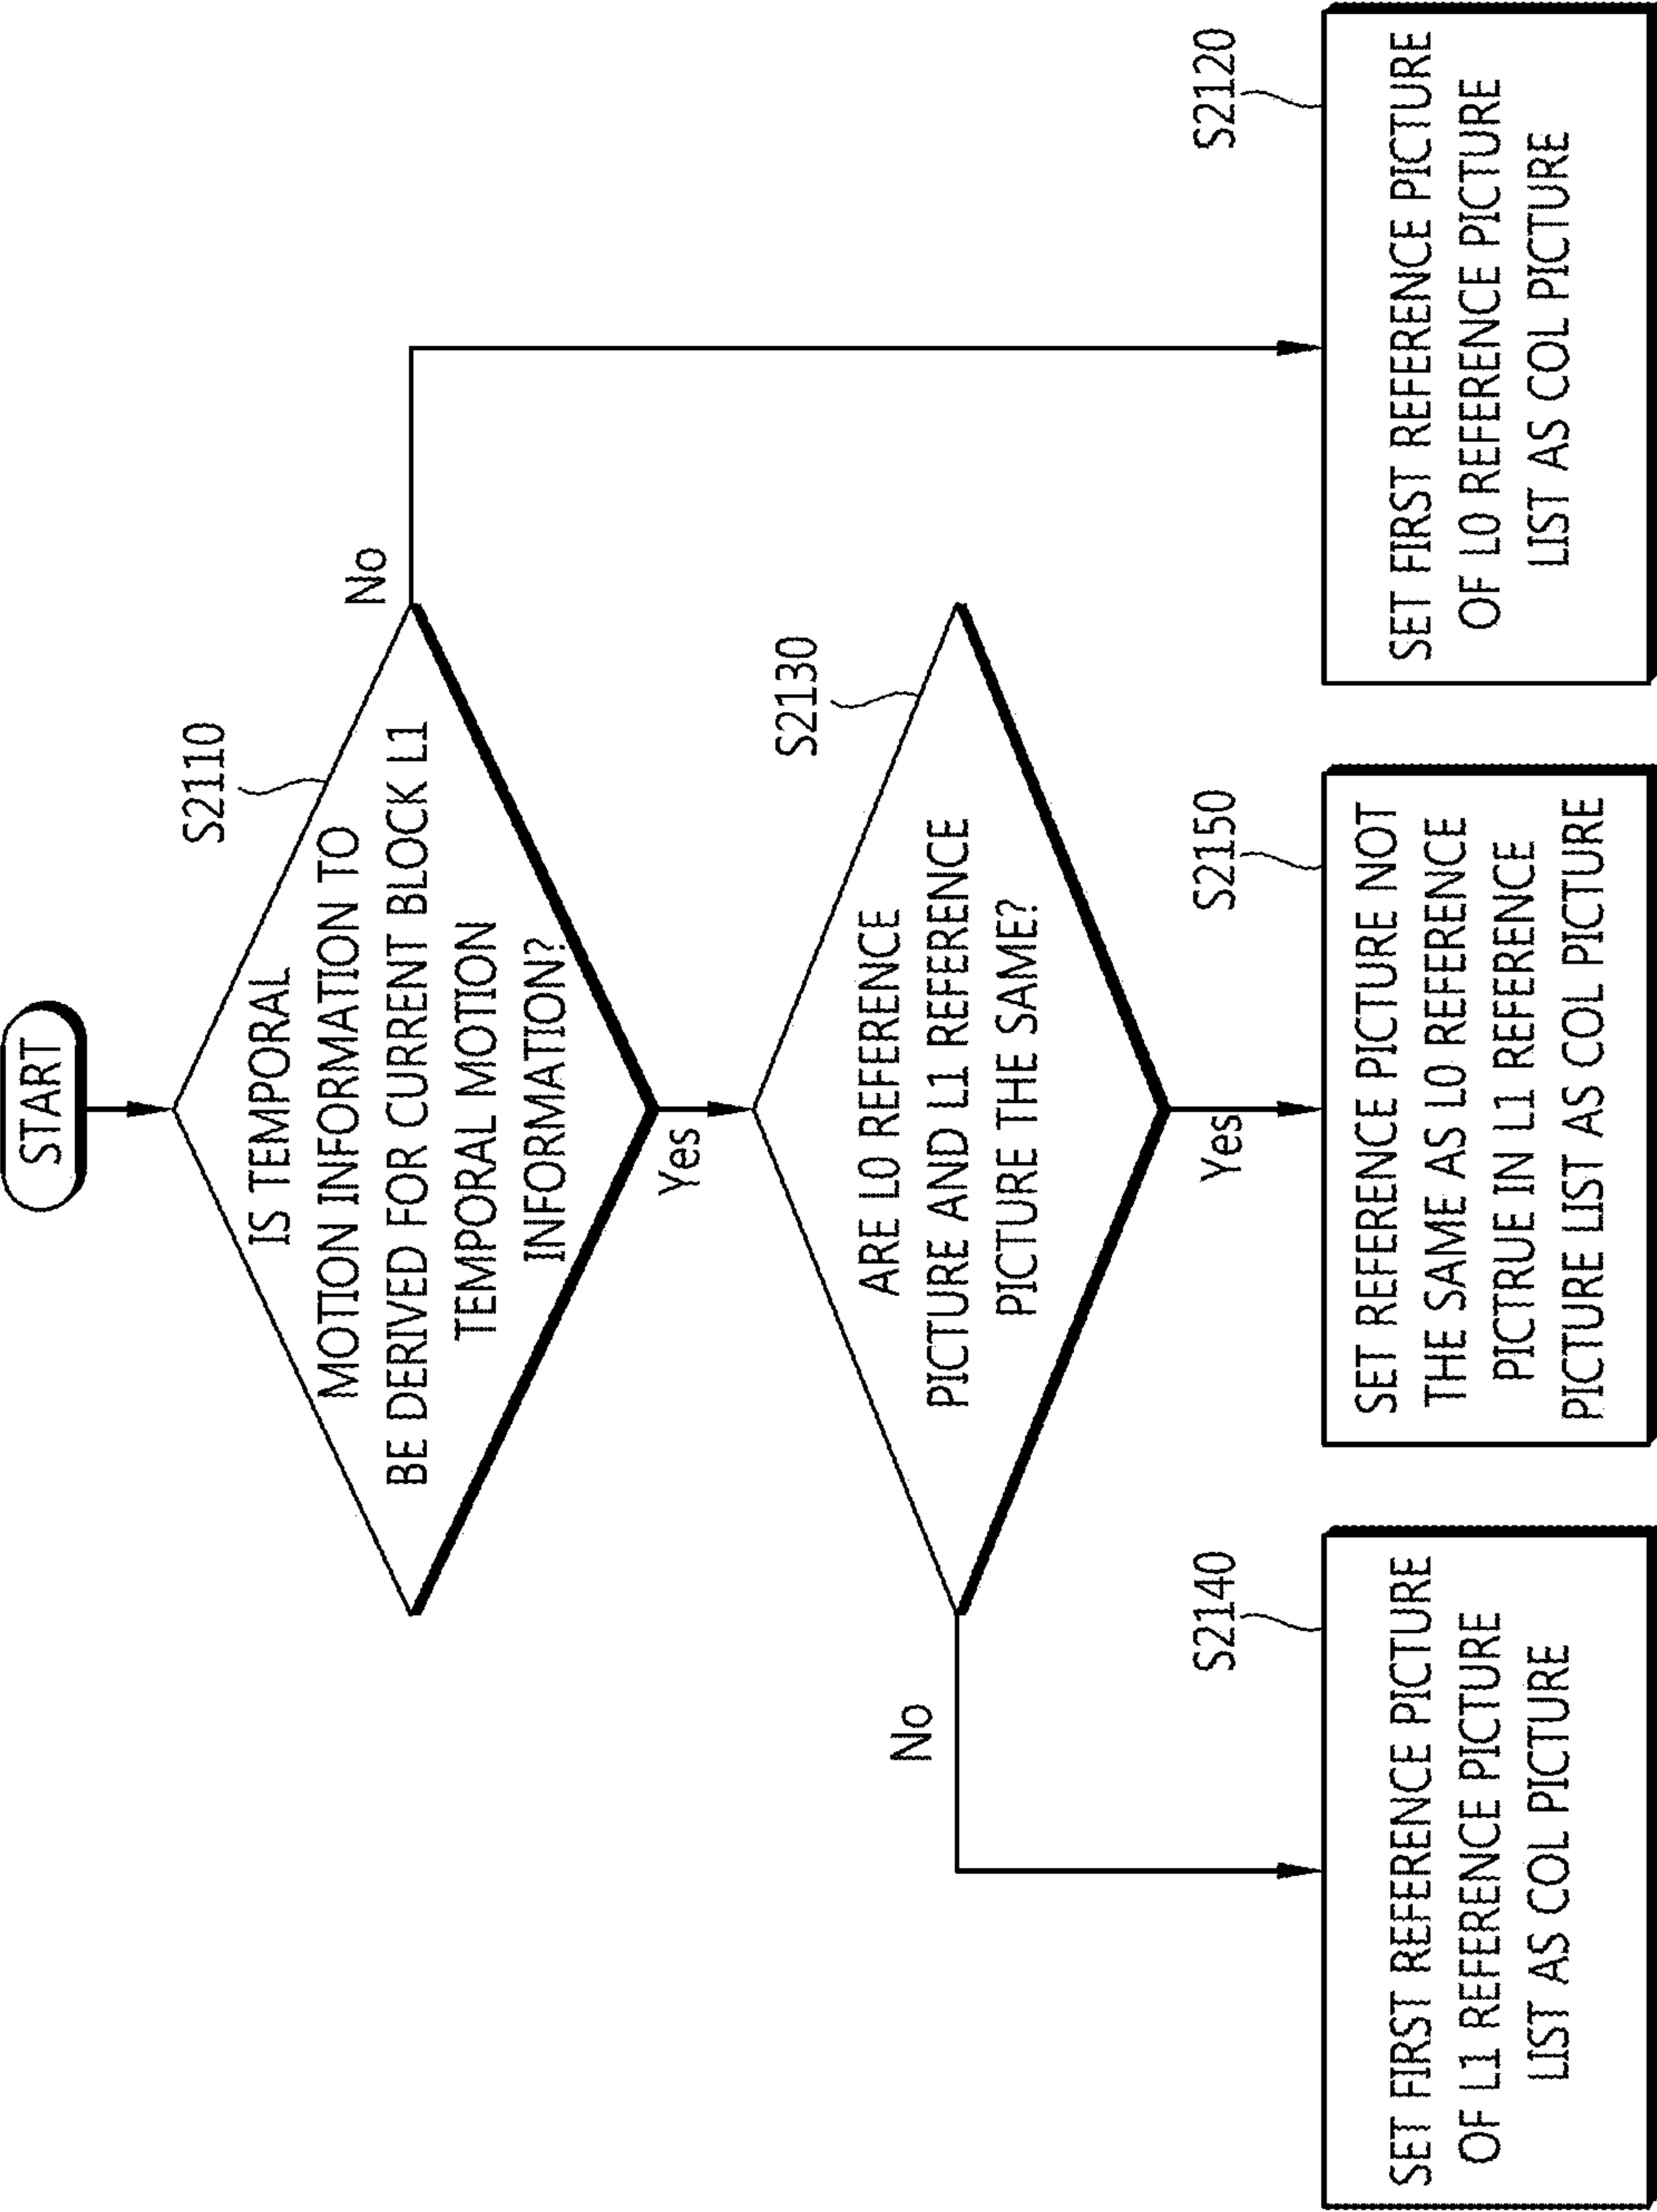 START
S2110
IS TEMPORAL
MOTION INFORMATION TO
BE DERIVED FOR CURRENT BLOCK L1
TEMPORAL MOTION
INFORMATION?
No
Yes
S2130
ARE L0 REFERENCE
PICTURE AND L1 REFERENCE
PICTURE THE SAME?
No
Yes
S2140
SET FIRST REFERENCE PICTURE
OF L1 REFERENCE PICTURE
LIST AS COL PICTURE
S2150
SET REFERENCE PICTURE NOT
THE SAME AS L0 REFERENCE
PICTRUE IN L1 REFERENCE
PICTURE LIST AS COL PICTURE
S2120
SET FIRST REFERENCE PICTURE
OF L0 REFERENCE PICTURE
LIST AS COL PICTURE